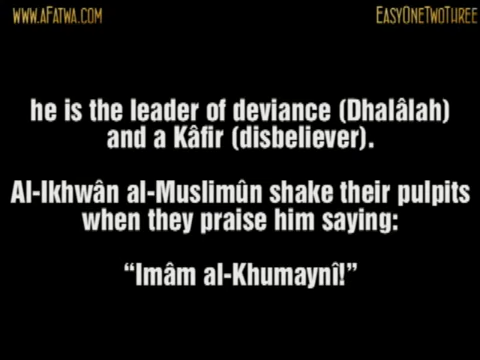 www.aFatwa.com
EasyOneTwoThree
he is the leader of deviance (Dhalâlah)
and a Kâfir (disbeliever).
Al-Ikhwân al-Muslimûn shake their pulpits
when they praise him saying:
“Imâm al-Khumaynî!”